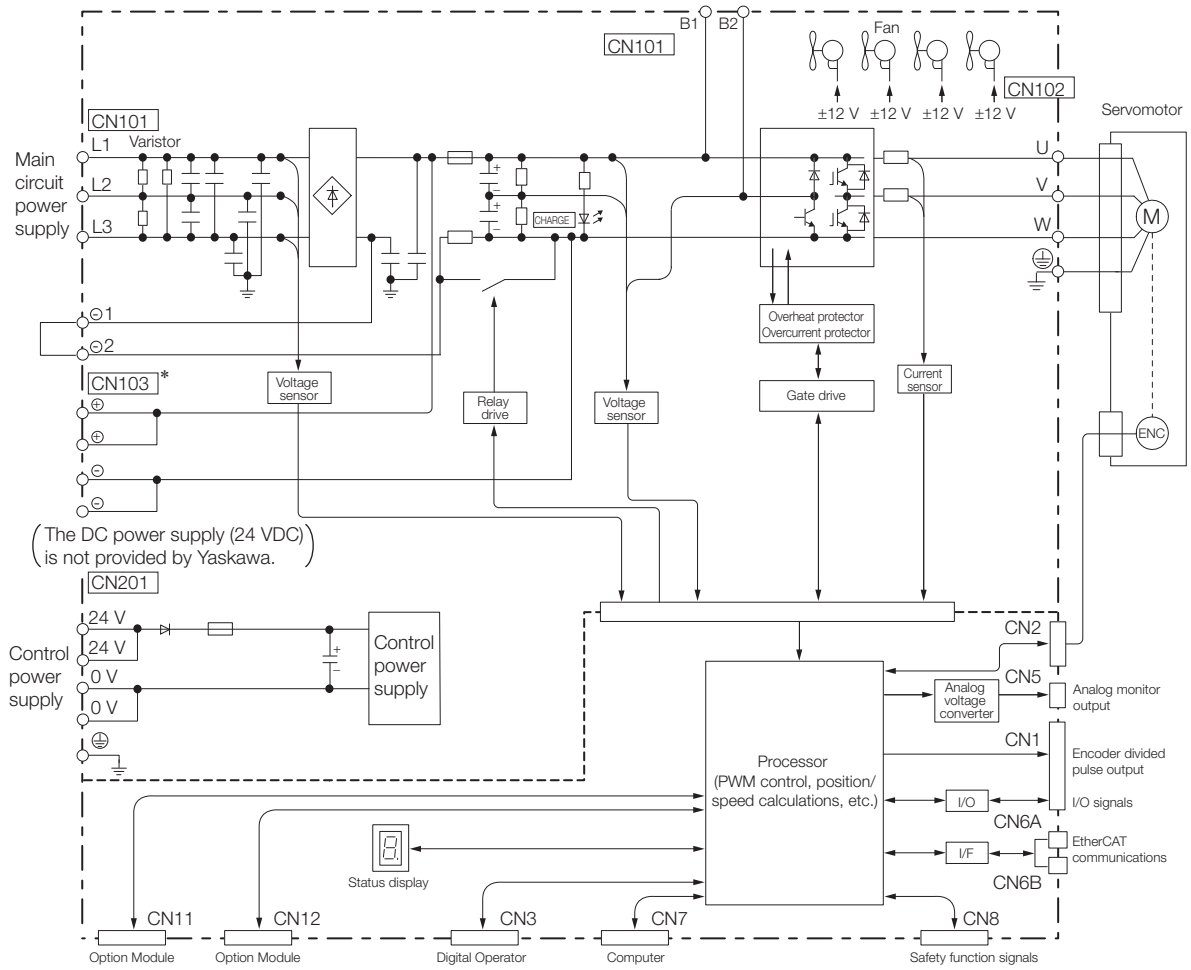 B1
B2
CN101
Fan
±12 V
±12 V
±12 V
±12 V
CN102
Servomotor
CN101
Varistor
Main
circuit
power
supply
L1
L2
L3
+
−
+
−
CHARGE
U
V
W
M
⊖1
⊖2
Overheat protector
Overcurrent protector
CN103 *
⊕
⊕
⊖
⊖
Voltage
sensor
Relay
drive
Voltage
sensor
Gate drive
Current
sensor
ENC
(The DC power supply (24 VDC)
is not provided by Yaskawa.)
CN201
Control
power
supply
24 V
24 V
0 V
0 V
+
−
Control
power
supply
CN2
CN5
Analog
voltage
converter
Analog monitor
output
Processor
(PWM control, position/
speed calculations, etc.)
CN1
Encoder divided
pulse output
I/O
I/O signals
CN6A
I/F
EtherCAT
communications
CN6B
8.
Status display
CN11
CN12
CN3
CN7
CN8
Option Module
Option Module
Digital Operator
Computer
Safety function signals